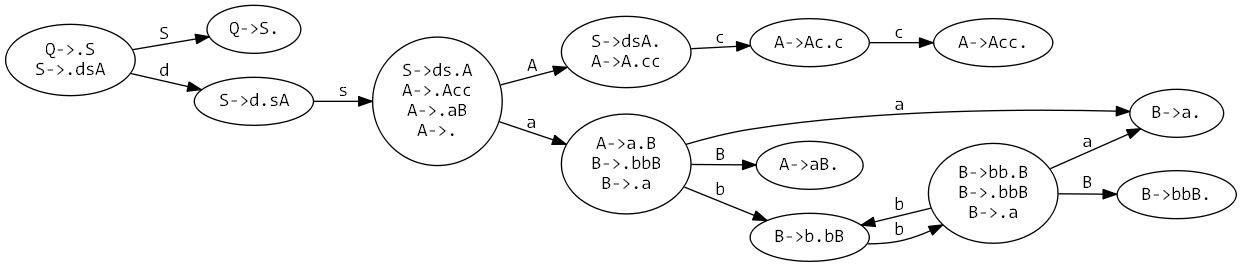 Q->.S
S->.dsA
S
Q->S.
d
S->d.sA
s
S->ds.A
A->.Acc
A->.aB
A->.
A
S->dsA.
A->A.cc
c
A->Ac.c
c
A->Acc.
a
A->a.B
B->.bbB
B->.a
a
B->a.
B
A->aB.
b
B->b.bB
b
b
B->bb.B
B->.bbB
B->.a
a
B
B->bbB.